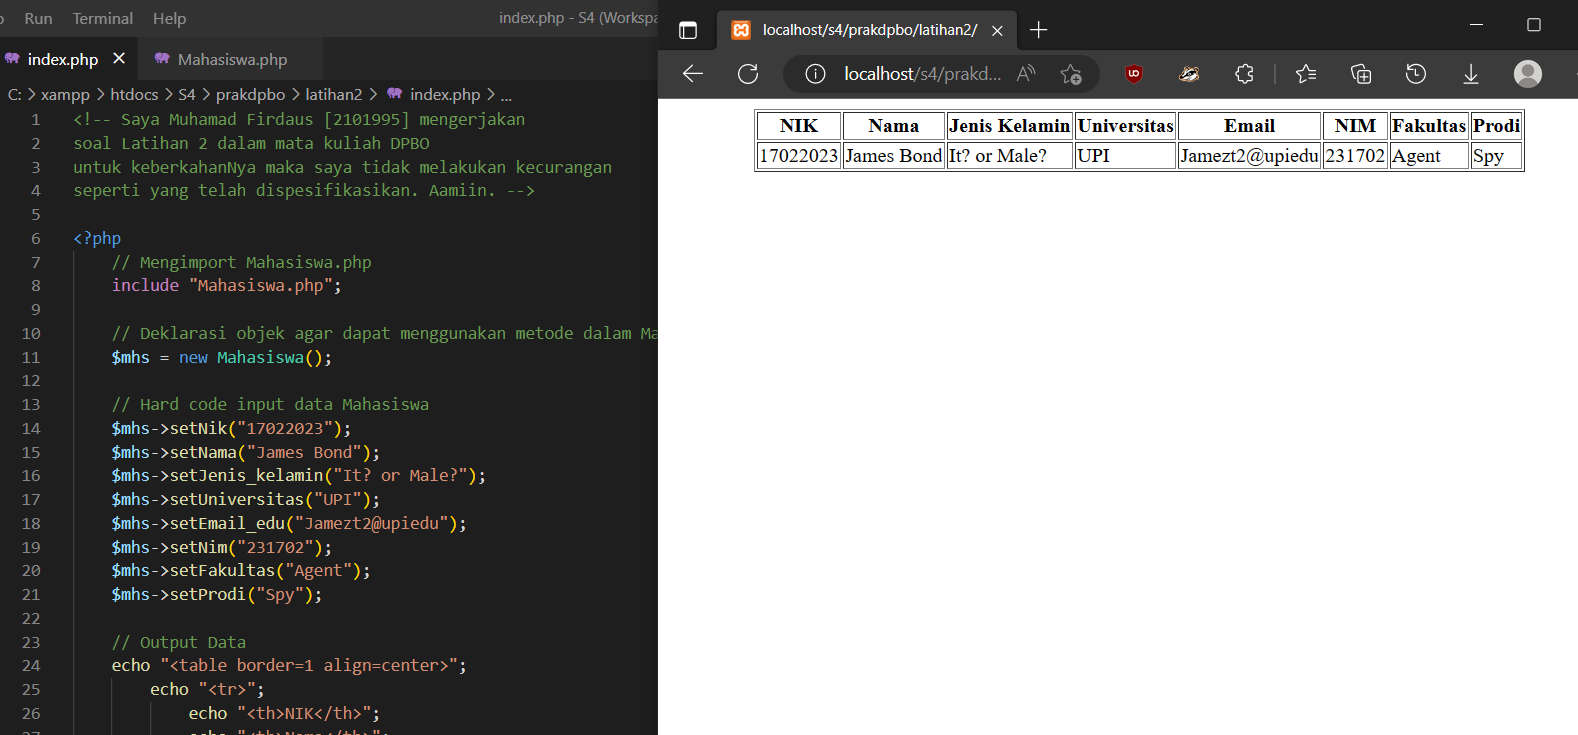 Run Terminal Help index.php - S4 (Workspa
index.php Mahasiswa.php
C: > xampp > htdocs > S4 > prakdpbo > latihan2 > index.php > ...
1 <!-- Saya Muhamad Firdaus [2101995] mengerjakan
2 soal Latihan 2 dalam mata kuliah DPBO
3 untuk keberkahanNya maka saya tidak melakukan kecurangan
4 seperti yang telah dispesifikasikan. Aamiin. -->
5
6 <?php
7 // Mengimport Mahasiswa.php
8 include "Mahasiswa.php";
9
10 // Deklarasi objek agar dapat menggunakan metode dalam Ma
11 $mhs = new Mahasiswa();
12
13 // Hard code input data Mahasiswa
14 $mhs->setNik("17022023");
15 $mhs->setNama("James Bond");
16 $mhs->setJenis_kelamin("It? or Male?");
17 $mhs->setUniversitas("UPI");
18 $mhs->setEmail_edu("Jamezt2@upiedu");
19 $mhs->setNim("231702");
20 $mhs->setFakultas("Agent");
21 $mhs->setProdi("Spy");
22
23 // Output Data
24 echo "<table border=1 align=center>";
25 echo "<tr>";
26 echo "<th>NIK</th>";
27 echo "<th>Nama</th>";
localhost/s4/prakdpbo/latihan2/
localhost/s4/prakd...
NIK Nama Jenis Kelamin Universitas Email NIM Fakultas Prodi
17022023 James Bond It? or Male? UPI Jamezt2@upiedu 231702 Agent Spy